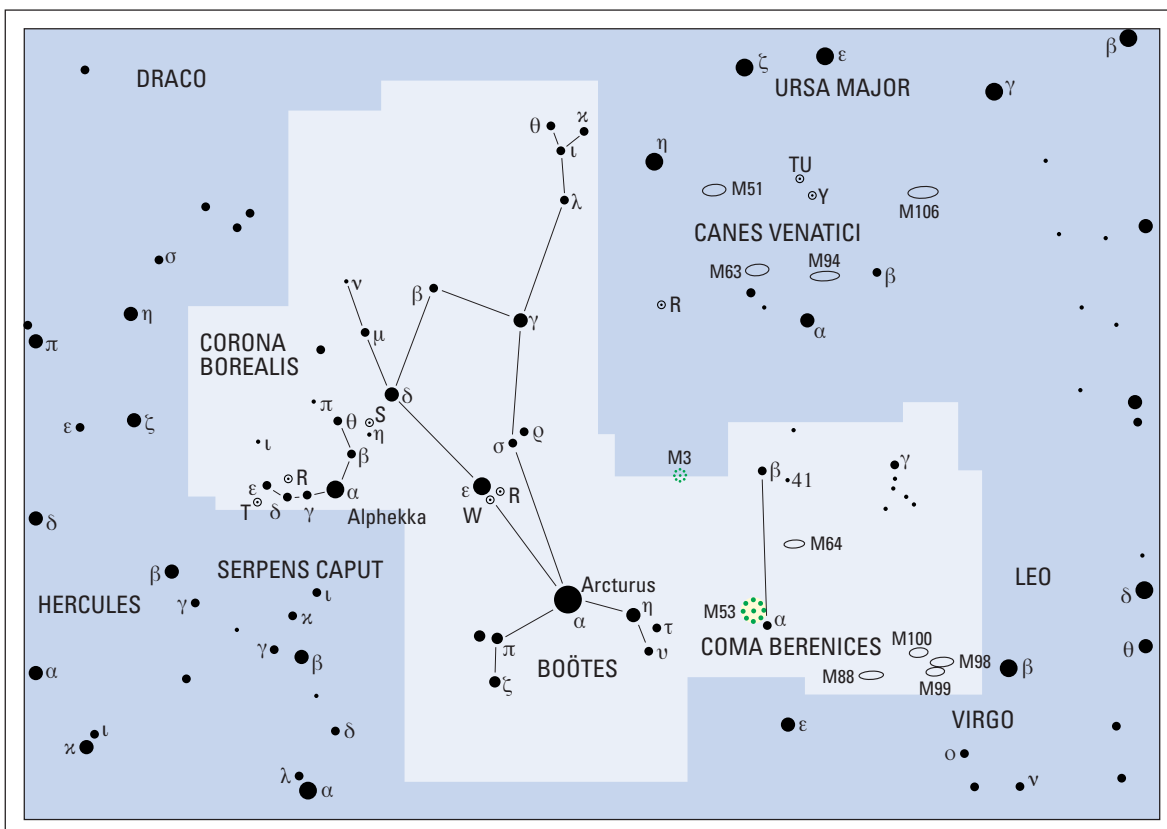 β
ε
ζ
DRACO
URSA MAJOR
γ
θ
ϰ
ι
η
TU
M51
Y
λ
M106
CANES VENATICI
σ
M63
M94
β
ν
β
R
η
γ
α
μ
π
CORONA
BOREALIS
δ
π
θ
S
ε
ζ
η
ϱ
σ
ι
β
M3
β
γ
R
41
ε
α
ε
R
T
δ
γ
Alphekka
W
δ
M64
SERPENS CAPUT
β
LEO
Arcturus
HERCULES
γ
ι
η
M53
δ
ϰ
α
τ
α
COMA BERENICES
γ
β
π
υ
M100
θ
α
BOÖTES
M98
ζ
M88
M99
β
VIRGO
ι
δ
ε
ϰ
ο
λ
α
ν